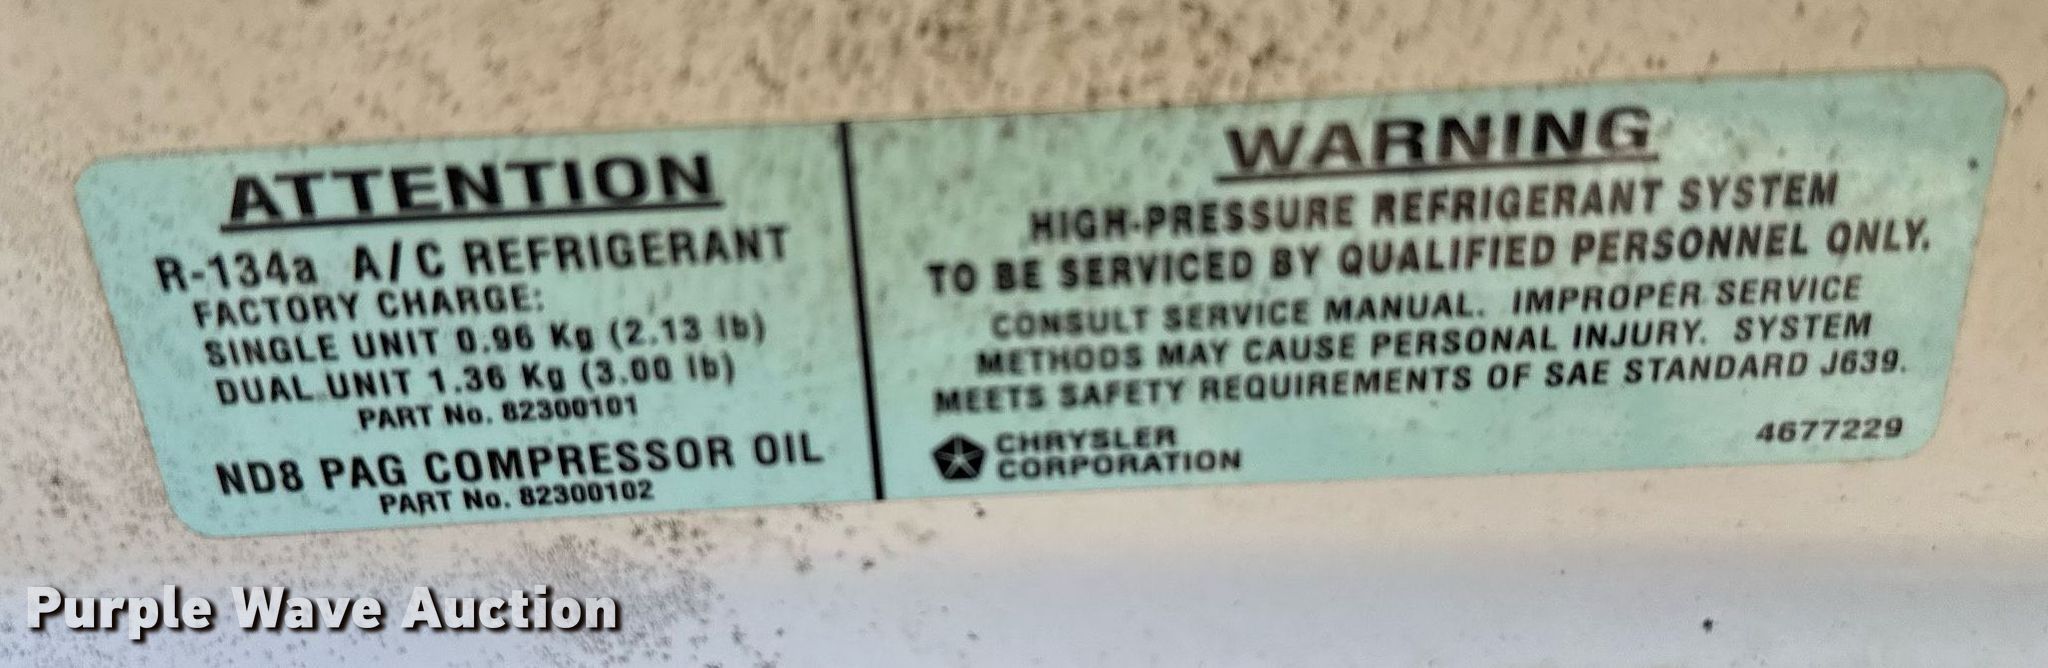 ATTENTION
R-134a A/C REFRIGERANT
FACTORY CHARGE:
SINGLE UNIT 0.96 Kg (2.13 lb)
DUAL UNIT 1.36 Kg (3.00 lb)
PART No. 82300101
ND8 PAG COMPRESSOR OIL
PART No. 82300102
WARNING
HIGH-PRESSURE REFRIGERANT SYSTEM
TO BE SERVICED BY QUALIFIED PERSONNEL ONLY.
CONSULT SERVICE MANUAL. IMPROPER SERVICE
METHODS MAY CAUSE PERSONAL INJURY. SYSTEM
MEETS SAFETY REQUIREMENTS OF SAE STANDARD J639.
CHRYSLER
CORPORATION
4677229
Purple Wave Auction